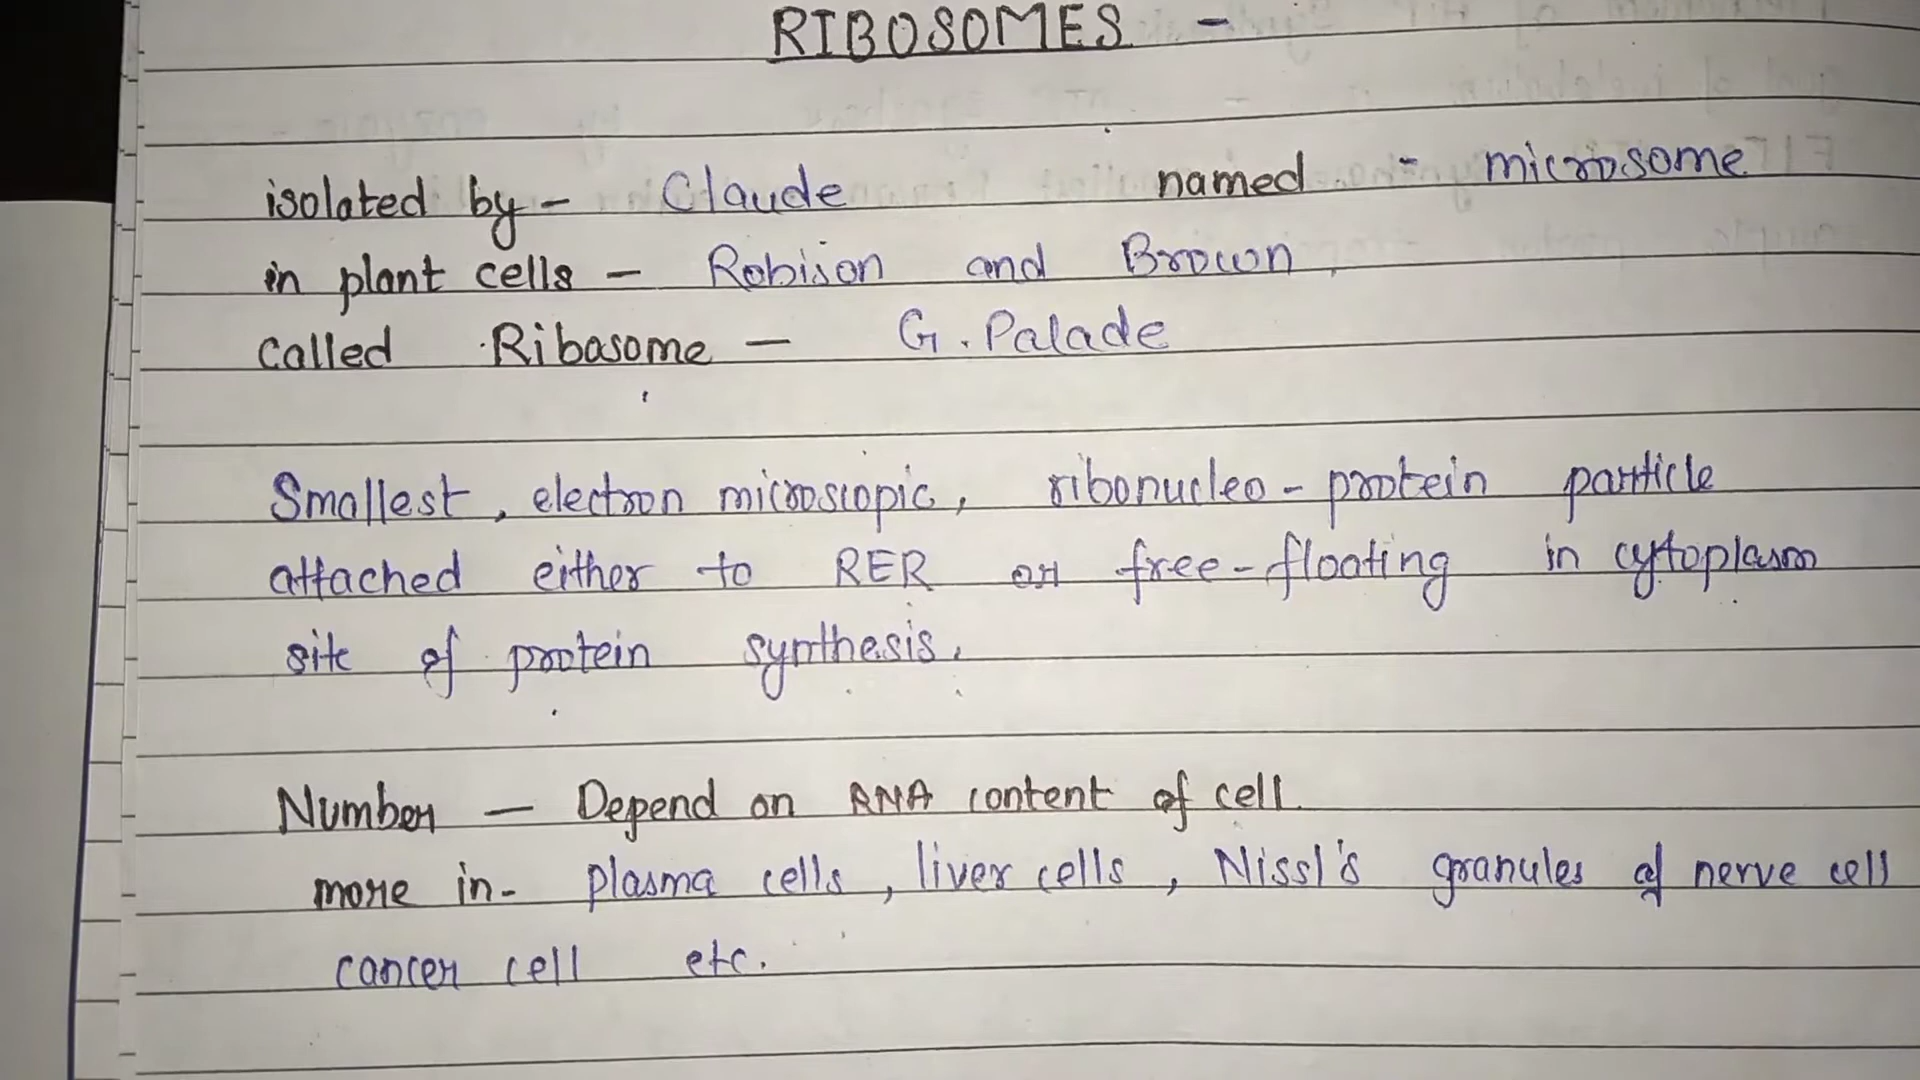 RIBOSOMES -
isolated by - Claude named - microsome
in plant cells - Robison and Brown
called Ribasome - G. Palade
Smallest, electron microscopic, ribonucleo-protein particle
attached either to RER or free-floating in cytoplasm
site of protein synthesis.
Number - Depend on RNA content of cell.
more in - plasma cells, liver cells, Nissl's granules of nerve cell
cancer cell etc.